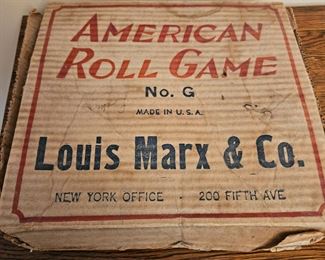 AMERICAN
ROLL GAME
No. G
MADE IN U.S.A.
Louis Marx & Co.
NEW YORK OFFICE - 200 FIFTH AVE